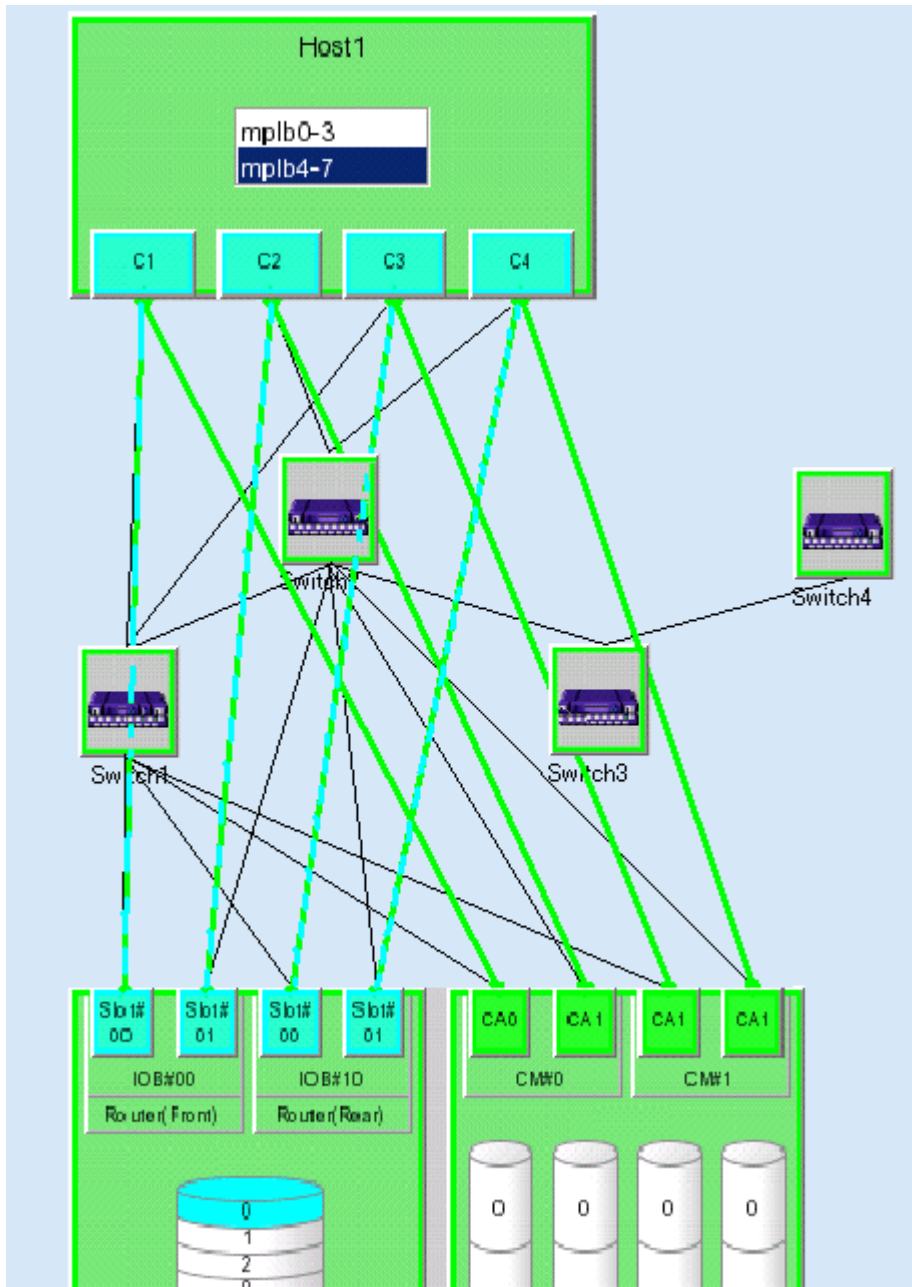 Host1
mplb0-3
mplb4-7
C1 C2 C3 C4
Switch
Switch4
Switch1
Switch3
Slot# 00 Slot# 01 Slot# 00 Slot# 01
CA0 CA1 CA1 CA1
IOB#00 IOB#10
CM#0 CM#1
Router(Front) Router(Rear)
0
1
2
0 0 0 0